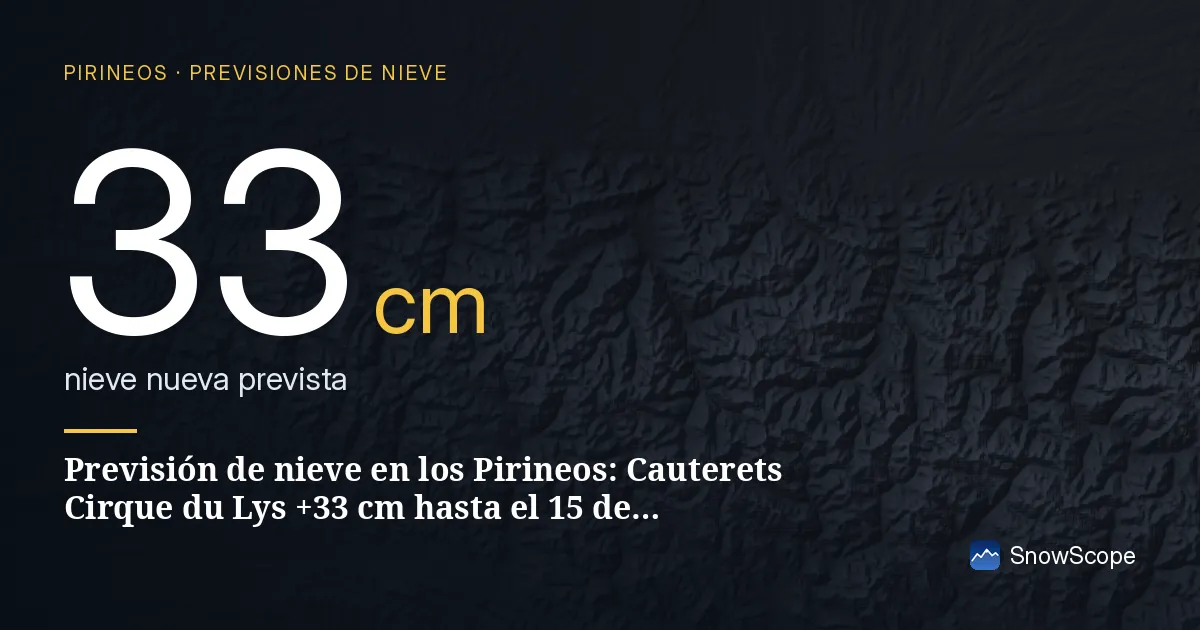 PIRINEOS · PREVISIONES DE NIEVE
33 cm
nieve nueva prevista
Previsión de nieve en los Pirineos: Cauterets
Cirque du Lys +33 cm hasta el 15 de...
SnowScope